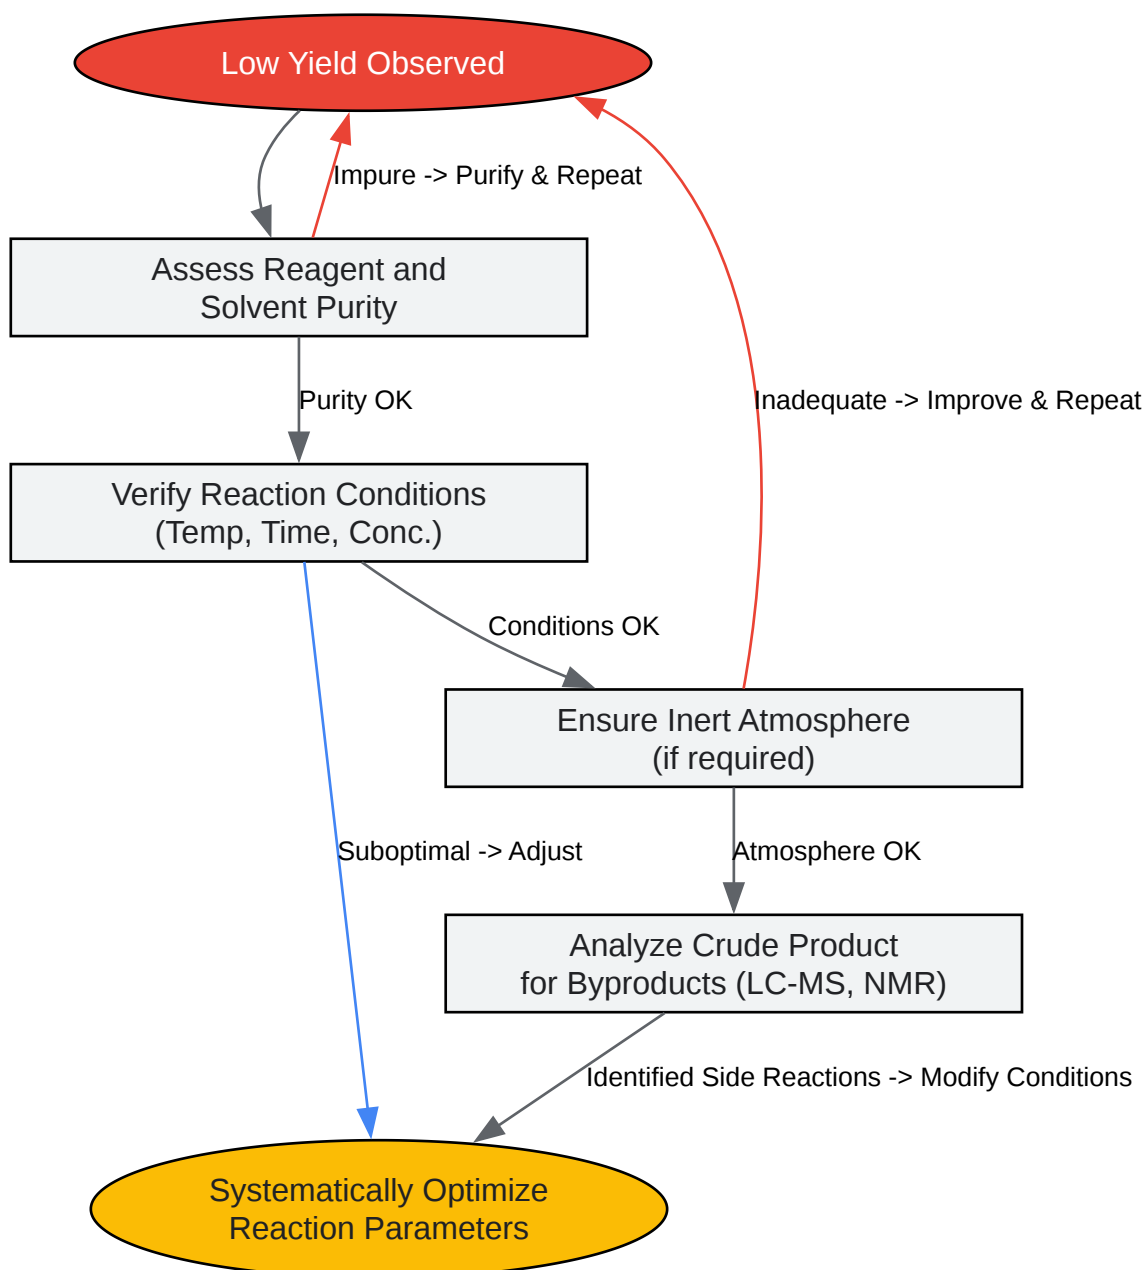 Low Yield Observed
Impure -> Purify & Repeat
Assess Reagent and
Solvent Purity
Purity OK
Inadequate -> Improve & Repeat
Verify Reaction Conditions
(Temp, Time, Conc.)
Conditions OK
Ensure Inert Atmosphere
(if required)
Suboptimal -> Adjust
Atmosphere OK
Analyze Crude Product
for Byproducts (LC-MS, NMR)
Identified Side Reactions -> Modify Conditions
Systematically Optimize
Reaction Parameters